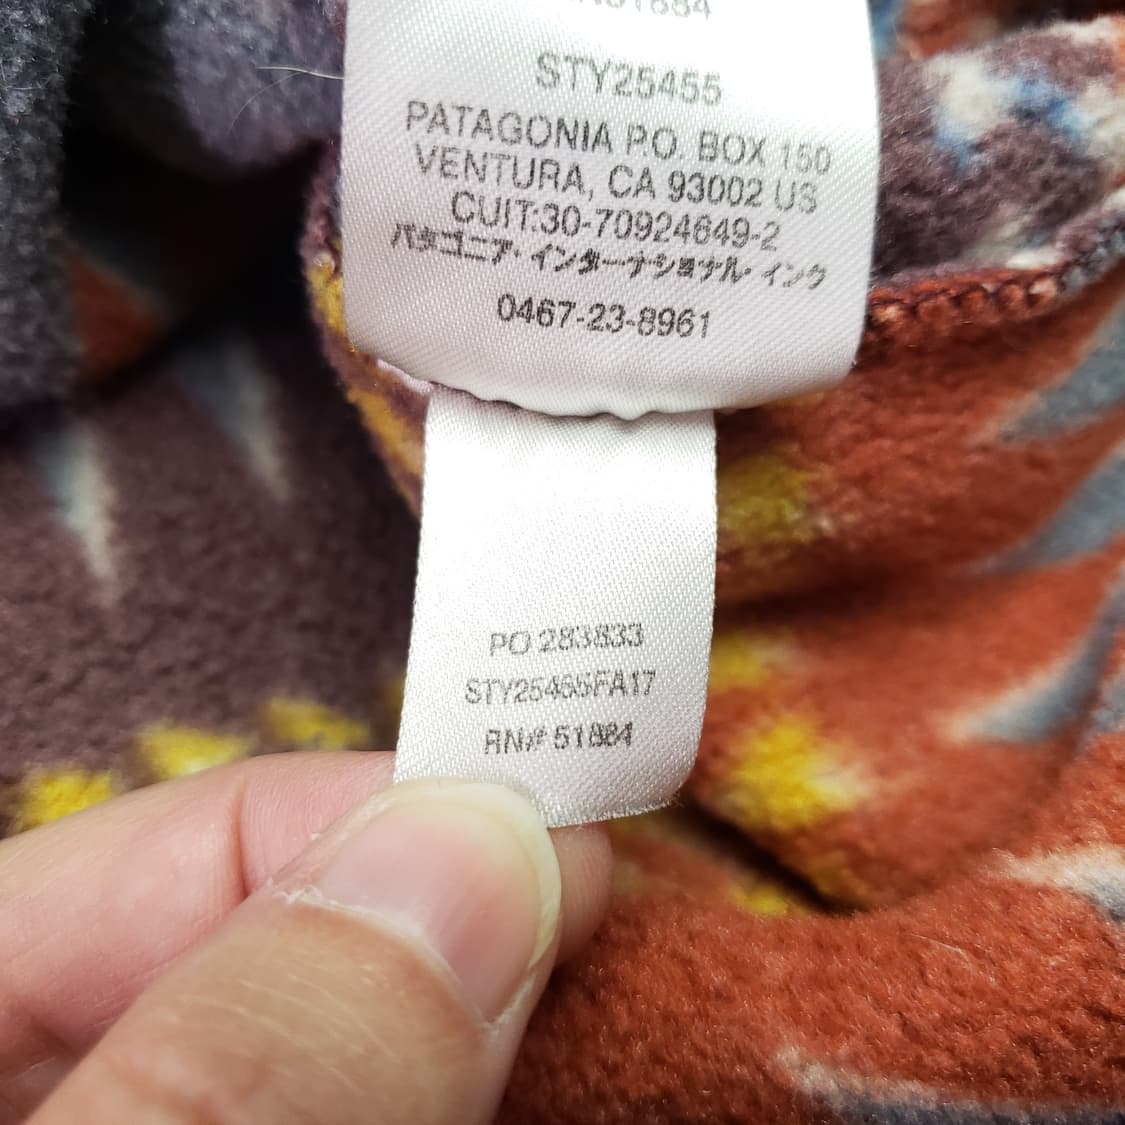 STY25455
PATAGONIA P.O. BOX 150
VENTURA, CA 93002 US
CUIT:30-70924649-2
パタゴニア・インターナショナル・インク
0467-23-8961
PO 283833
STY25455FA17
RN# 51884